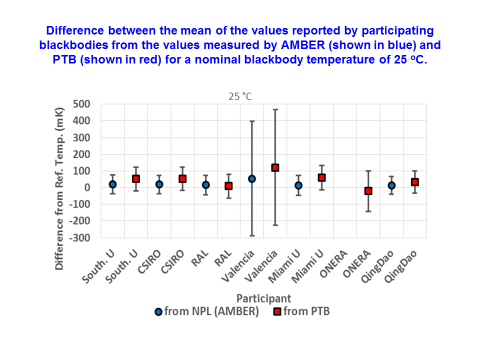 Difference between the mean of the values reported by participating
blackbodies from the values measured by AMBER (shown in blue) and
PTB (shown in red) for a nominal blackbody temperature of 25 ºC.
25 °C
Difference from Ref. Temp. (mK)
500
400
300
200
100
0
-100
-200
-300
South. U
South. U
CSIRO
CSIRO
RAL
RAL
Valencia
Valencia
Miami U
Miami U
ONERA
ONERA
QingDao
QingDao
Participant
from NPL (AMBER)
from PTB